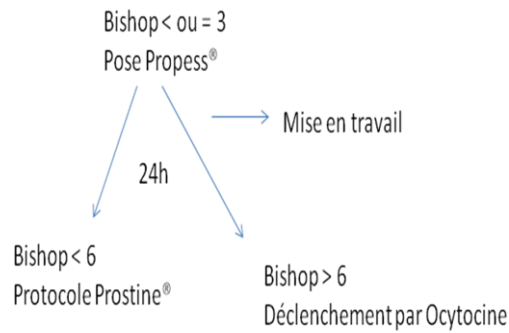 Bishop < ou = 3
Pose Propess®
Mise en travail
24h
Bishop < 6
Protocole Prostine®
Bishop > 6
Déclenchement par Ocytocine